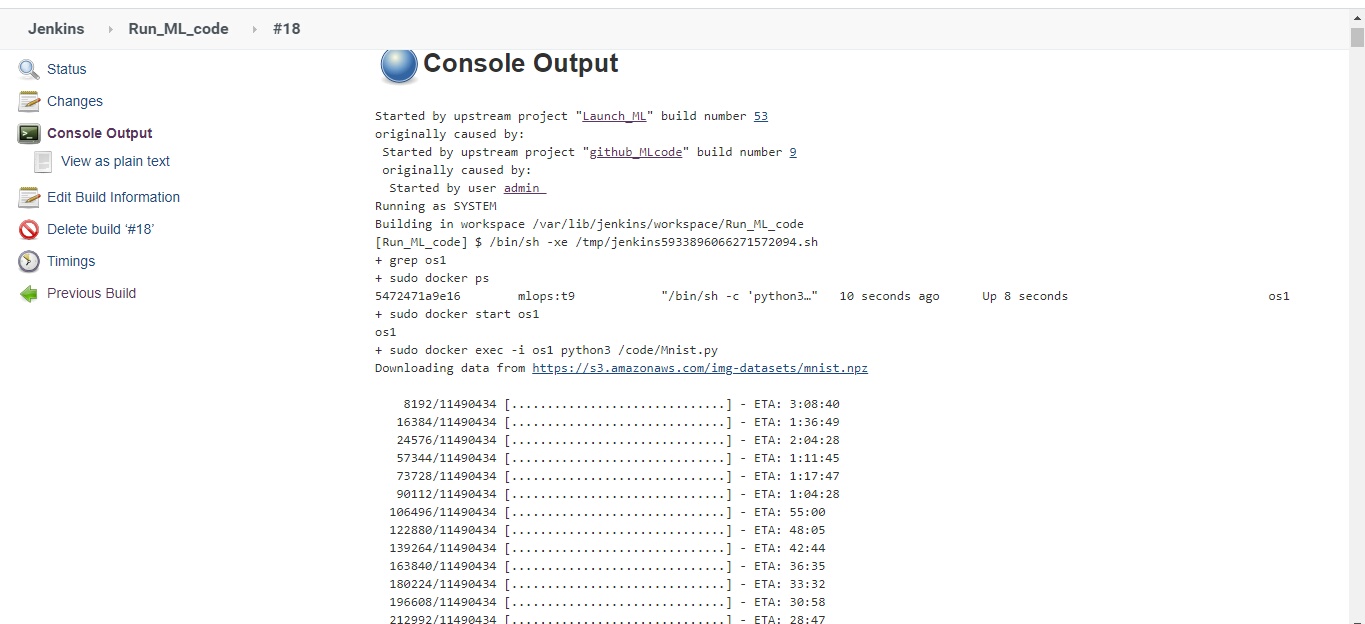 Jenkins › Run_ML_code › #18
Status
Changes
Console Output
View as plain text
Edit Build Information
Delete build ‘#18’
Timings
Previous Build
Console Output
Started by upstream project "Launch_ML" build number 53
originally caused by:
 Started by upstream project "github_MLcode" build number 9
 originally caused by:
  Started by user admin
Running as SYSTEM
Building in workspace /var/lib/jenkins/workspace/Run_ML_code
[Run_ML_code] $ /bin/sh -xe /tmp/jenkins5933896066271572094.sh
+ grep os1
+ sudo docker ps
5472471a9e16        mlops:t9            "/bin/sh -c 'python3…"   10 seconds ago      Up 8 seconds                            os1
+ sudo docker start os1
os1
+ sudo docker exec -i os1 python3 /code/Mnist.py
Downloading data from https://s3.amazonaws.com/img-datasets/mnist.npz
    8192/11490434 [..............................] - ETA: 3:08:40
   16384/11490434 [..............................] - ETA: 1:36:49
   24576/11490434 [..............................] - ETA: 2:04:28
   57344/11490434 [..............................] - ETA: 1:11:45
   73728/11490434 [..............................] - ETA: 1:17:47
   90112/11490434 [..............................] - ETA: 1:04:28
  106496/11490434 [..............................] - ETA: 55:00
  122880/11490434 [..............................] - ETA: 48:05
  139264/11490434 [..............................] - ETA: 42:44
  163840/11490434 [..............................] - ETA: 36:35
  180224/11490434 [..............................] - ETA: 33:32
  196608/11490434 [..............................] - ETA: 30:58
  212992/11490434 [..............................] - ETA: 28:47